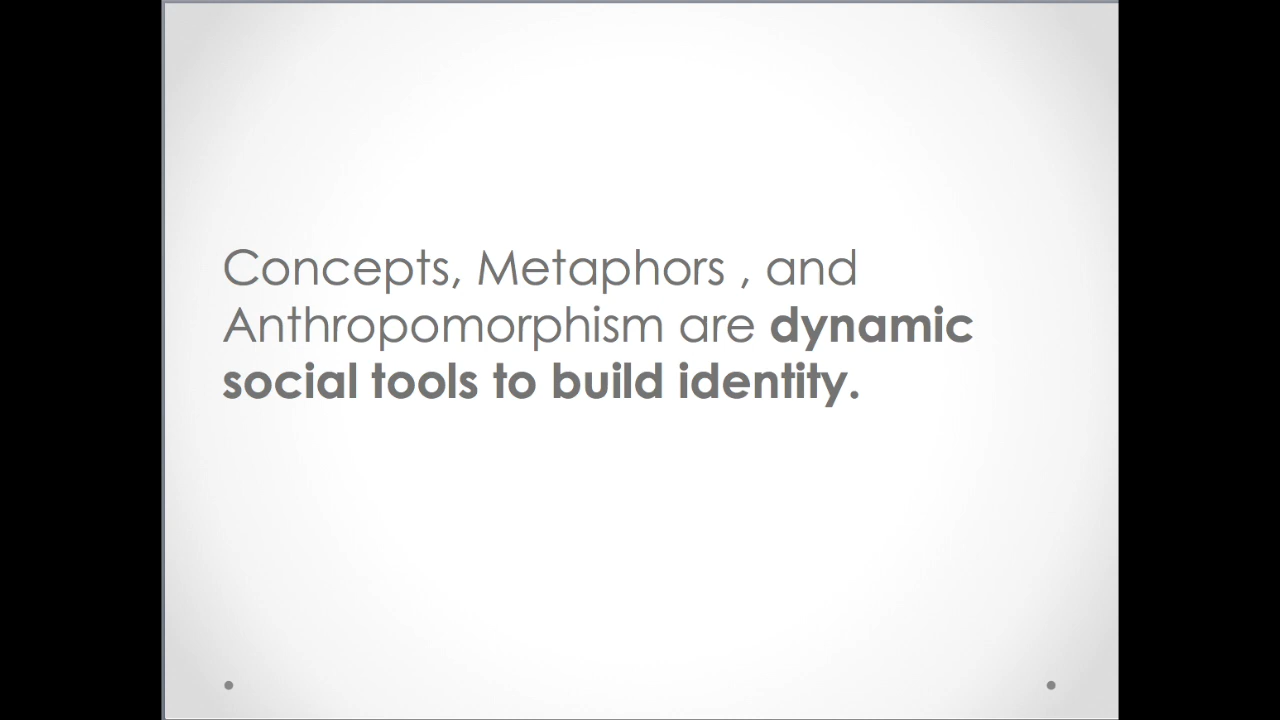 Concepts, Metaphors , and
Anthropomorphism are dynamic
social tools to build identity.